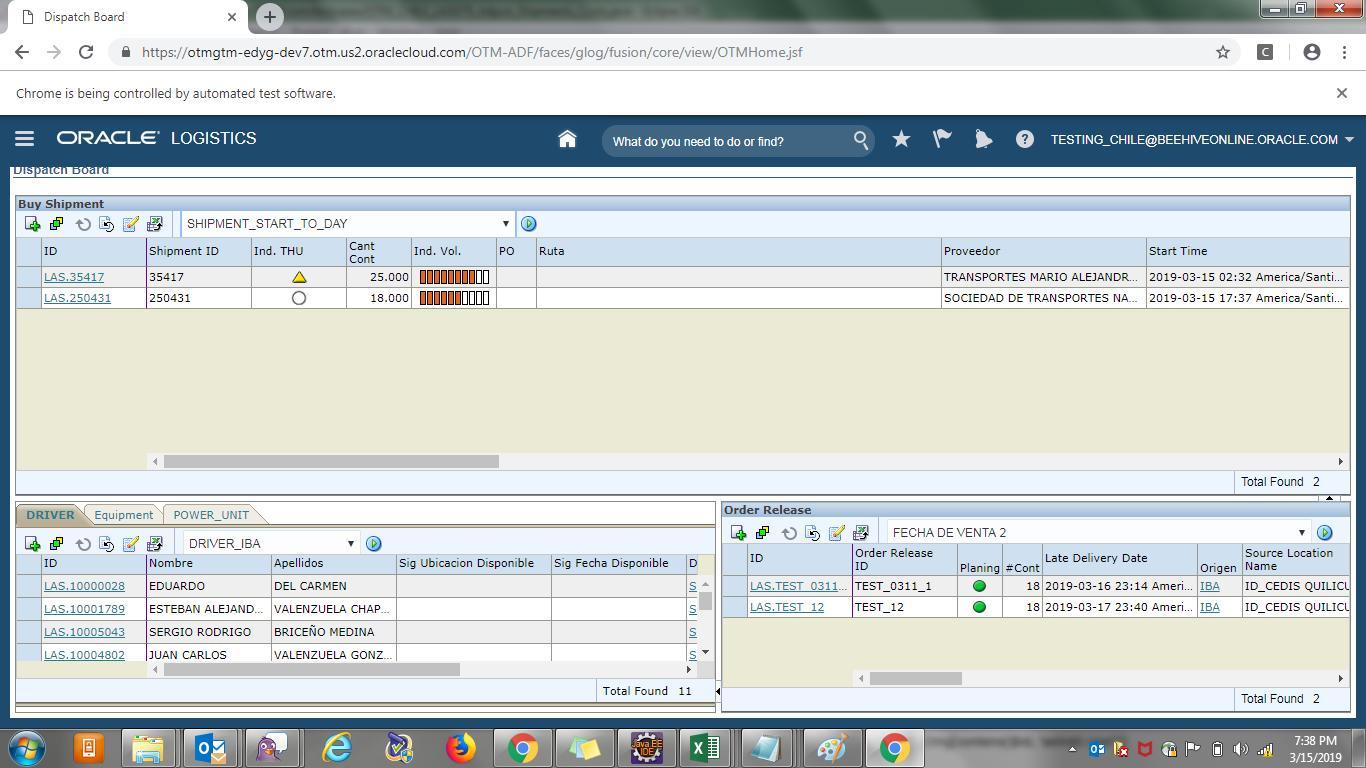 Dispatch Board
https://otmgtm-edyg-dev7.otm.us2.oraclecloud.com/OTM-ADF/faces/glog/fusion/core/view/OTMHome.jsf
Chrome is being controlled by automated test software.
ORACLE LOGISTICS What do you need to do or find? TESTING_CHILE@BEEHIVEONLINE.ORACLE.COM
Dispatch Board
Buy Shipment
SHIPMENT_START_TO_DAY
ID Shipment ID Ind. THU Cant Cont Ind. Vol. PO Ruta Proveedor Start Time
LAS.35417 35417 25.000 TRANSPORTES MARIO ALEJANDR... 2019-03-15 02:32 America/Santi...
LAS.250431 250431 18.000 SOCIEDAD DE TRANSPORTES NA... 2019-03-15 17:37 America/Santi...
Total Found 2
DRIVER Equipment POWER_UNIT
DRIVER_IBA
ID Nombre Apellidos Sig Ubicacion Disponible Sig Fecha Disponible D
LAS.10000028 EDUARDO DEL CARMEN S
LAS.10001789 ESTEBAN ALEJAND... VALENZUELA CHAP... S
LAS.10005043 SERGIO RODRIGO BRICEÑO MEDINA S
LAS.10004802 JUAN CARLOS VALENZUELA GONZ... S
Total Found 11
Order Release
FECHA DE VENTA 2
ID Order Release ID Planing #Cont Late Delivery Date Origen Source Location Name
LAS.TEST_0311... TEST_0311_1 18 2019-03-16 23:14 Ameri... IBA ID_CEDIS QUILICU
LAS.TEST_12 TEST_12 18 2019-03-17 23:40 Ameri... IBA ID_CEDIS QUILICU
Total Found 2
Java EE
IDE
7:38 PM
3/15/2019